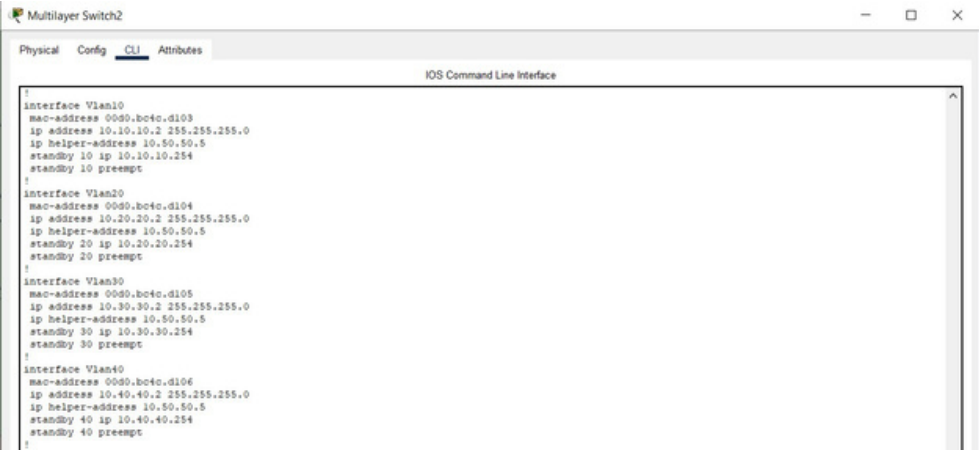 Multilayer Switch2
Physical Config CLI Attributes
IOS Command Line Interface
!
interface Vlan10
mac-address 00d0.bc4c.d103
ip address 10.10.10.2 255.255.255.0
ip helper-address 10.50.50.5
standby 10 ip 10.10.10.254
standby 10 preempt
!
interface Vlan20
mac-address 00d0.bc4c.d104
ip address 10.20.20.2 255.255.255.0
ip helper-address 10.50.50.5
standby 20 ip 10.20.20.254
standby 20 preempt
!
interface Vlan30
mac-address 00d0.bc4c.d105
ip address 10.30.30.2 255.255.255.0
ip helper-address 10.50.50.5
standby 30 ip 10.30.30.254
standby 30 preempt
!
interface Vlan40
mac-address 00d0.bc4c.d106
ip address 10.40.40.2 255.255.255.0
ip helper-address 10.50.50.5
standby 40 ip 10.40.40.254
standby 40 preempt
!